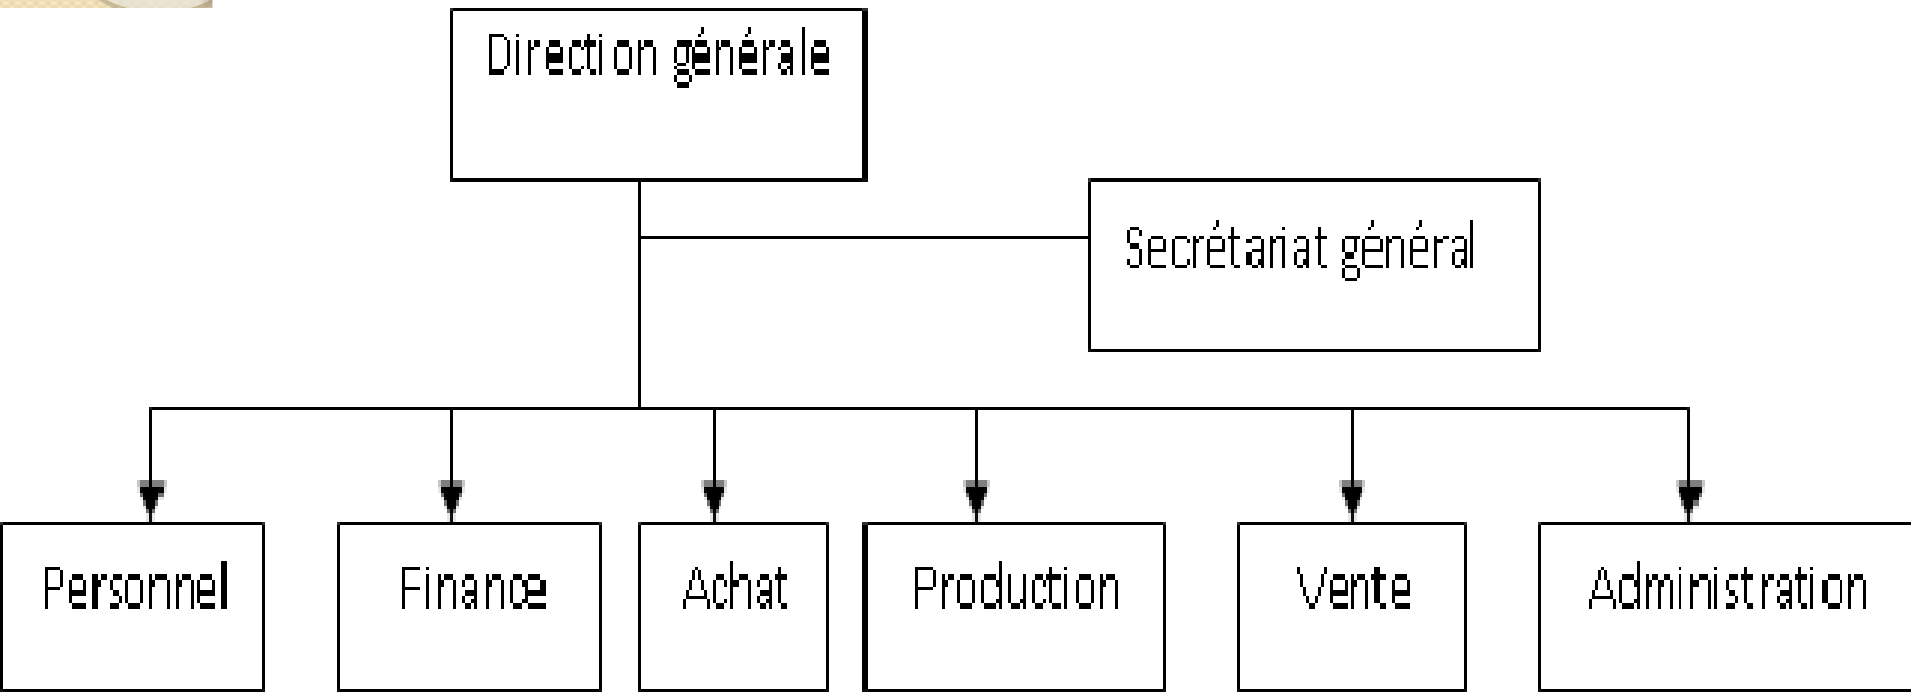 Direction générale
Secrétariat général
Personnel
Finance
Achat
Production
Vente
Administration